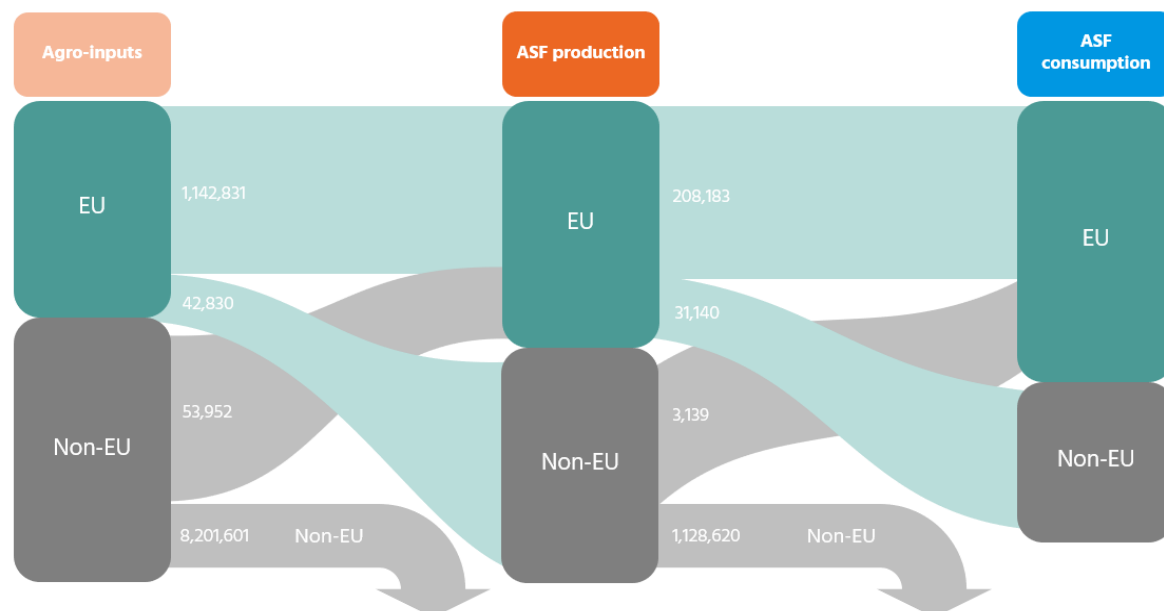 Agro-inputs
ASF production
ASF
consumption
EU
1,142,831
EU
208,183
EU
42,830
31,140
Non-EU
53,952
Non-EU
3,139
Non-EU
8,201,601
Non-EU
1,128,620
Non-EU